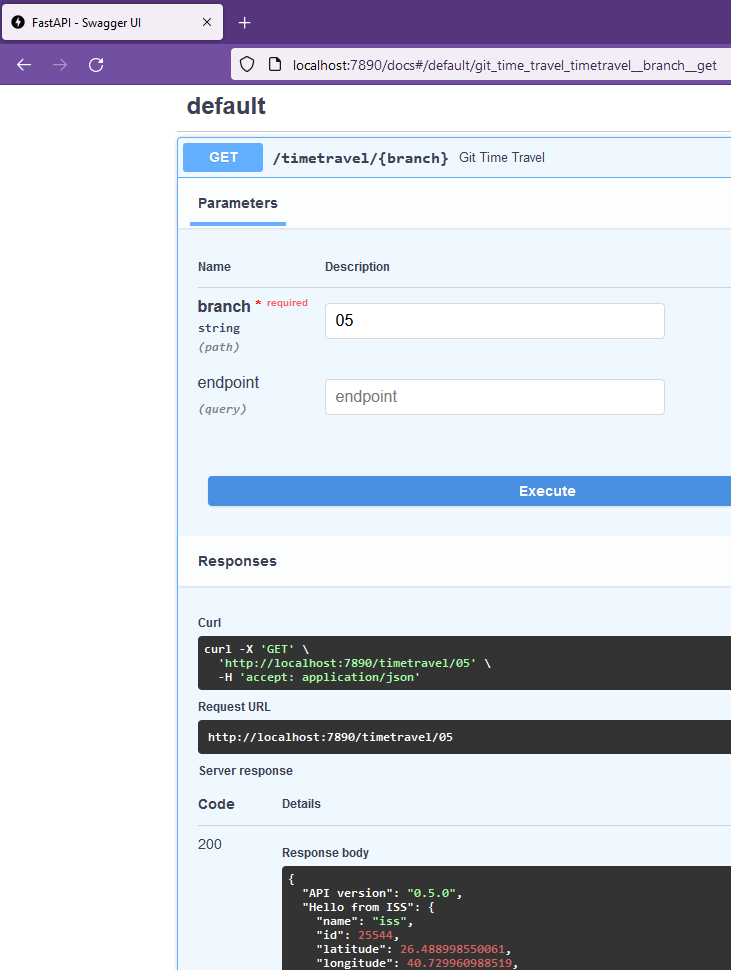 FastAPI - Swagger UI
localhost:7890/docs#/default/git_time_travel_timetravel__branch__get
default
GET /timetravel/{branch} Git Time Travel
Parameters
Name Description
branch * required
string
(path)
05
endpoint
(query)
endpoint
Execute
Responses
Curl
curl -X 'GET' \
'http://localhost:7890/timetravel/05' \
-H 'accept: application/json'
Request URL
http://localhost:7890/timetravel/05
Server response
Code Details
200
Response body
{
"API version": "0.5.0",
"Hello from ISS": {
"name": "iss",
"id": 25544,
"latitude": 26.488998550061,
"longitude": 40.729960988519,